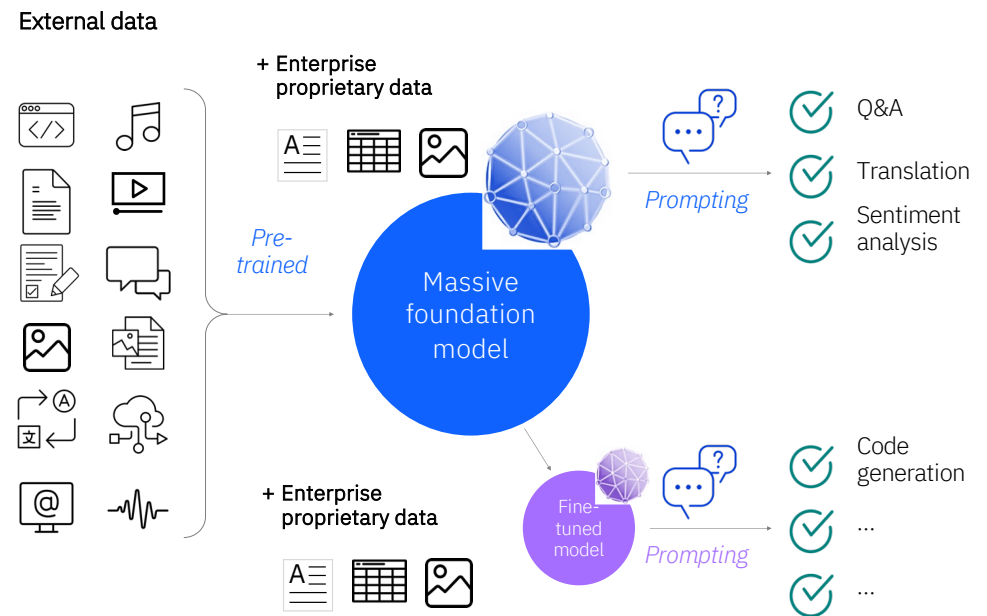 External data
+ Enterprise
proprietary data
</>
A
Pre-
trained
Massive
foundation
model
...
?
Prompting
Q&A
Translation
Sentiment
analysis
A
文
@
+ Enterprise
proprietary data
A
Fine-
tuned
model
...
?
Prompting
Code
generation
...
...